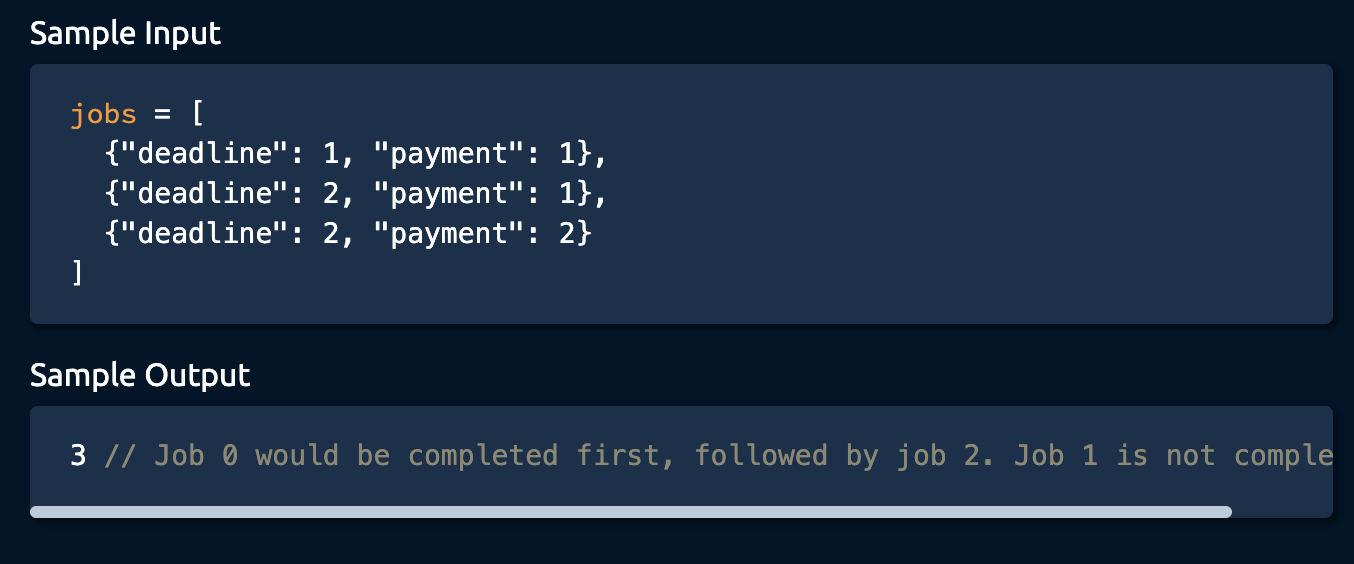 Sample Input
jobs = [
  {"deadline": 1, "payment": 1},
  {"deadline": 2, "payment": 1},
  {"deadline": 2, "payment": 2}
]
Sample Output
3 // Job 0 would be completed first, followed by job 2. Job 1 is not comple